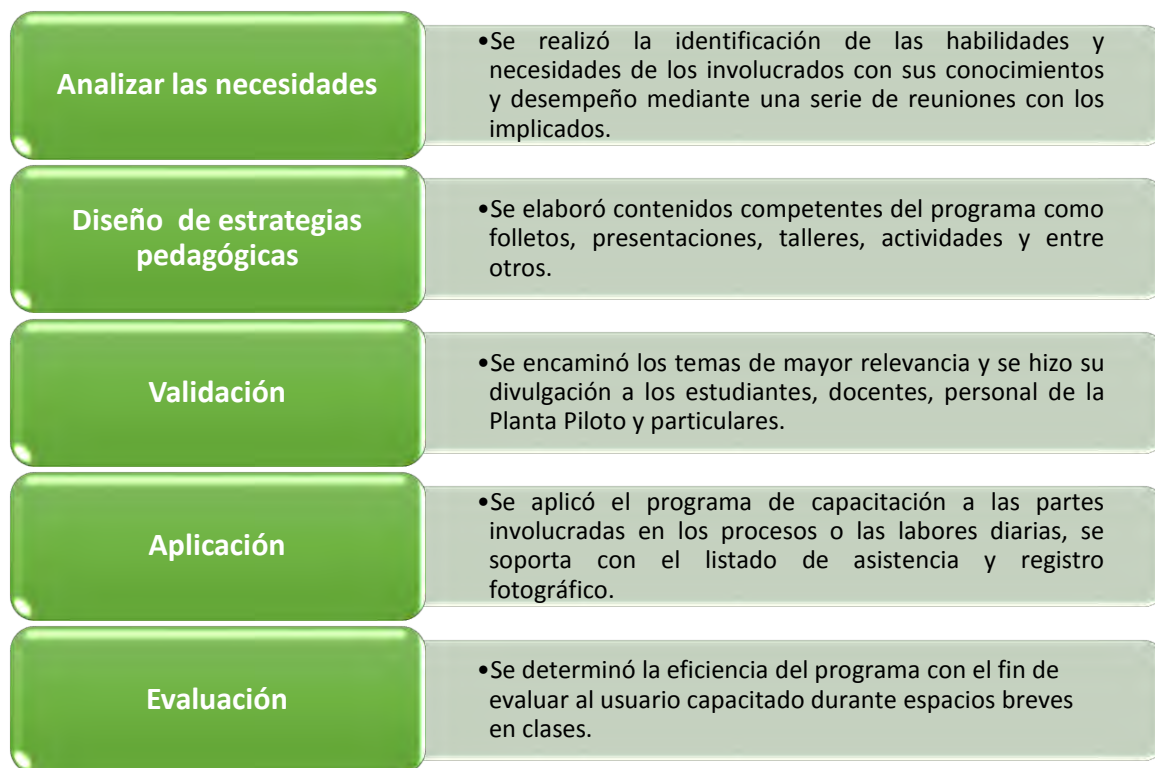 Analizar las necesidades
•Se realizó la identificación de las habilidades y
necesidades de los involucrados con sus conocimientos
y desempeño mediante una serie de reuniones con los
implicados.
Diseño de estrategias
pedagógicas
•Se elaboró contenidos competentes del programa como
folletos, presentaciones, talleres, actividades y entre
otros.
Validación
•Se encaminó los temas de mayor relevancia y se hizo su
divulgación a los estudiantes, docentes, personal de la
Planta Piloto y particulares.
Aplicación
•Se aplicó el programa de capacitación a las partes
involucradas en los procesos o las labores diarias, se
soporta con el listado de asistencia y registro
fotográfico.
Evaluación
•Se determinó la eficiencia del programa con el fin de
evaluar al usuario capacitado durante espacios breves
en clases.